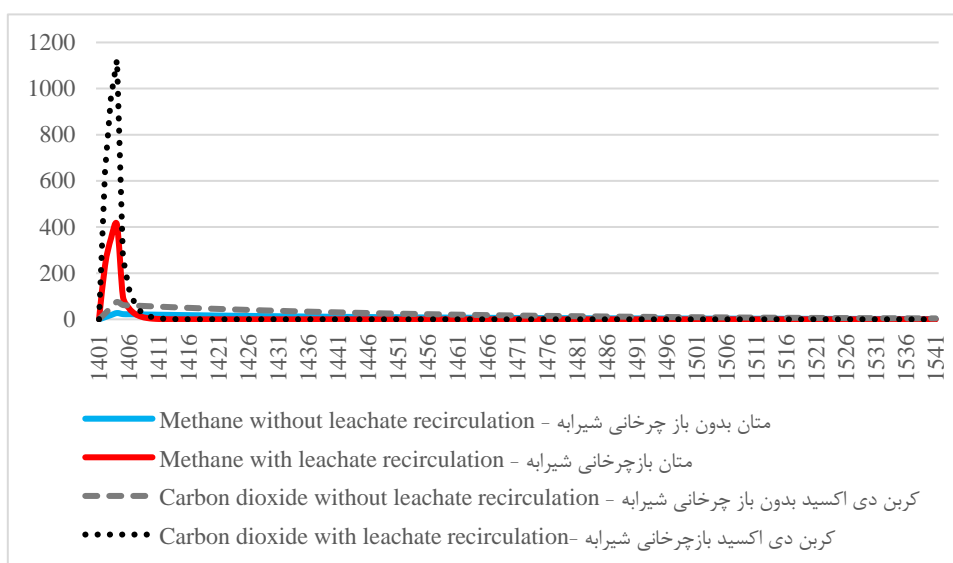 1200
1000
800
600
400
200
0
1401 1406 1411 1416 1421 1426 1431 1436 1441 1446 1451 1456 1461 1466 1471 1476 1481 1486 1491 1496 1501 1506 1511 1516 1521 1526 1531 1536 1541
Methane without leachate recirculation - متان بدون باز چرخانی شیرابه
Methane with leachate recirculation - متان بازچرخانی شیرابه
Carbon dioxide without leachate recirculation - کربن دی اکسید بدون باز چرخانی شیرابه
Carbon dioxide with leachate recirculation- کربن دی اکسید بازچرخانی شیرابه